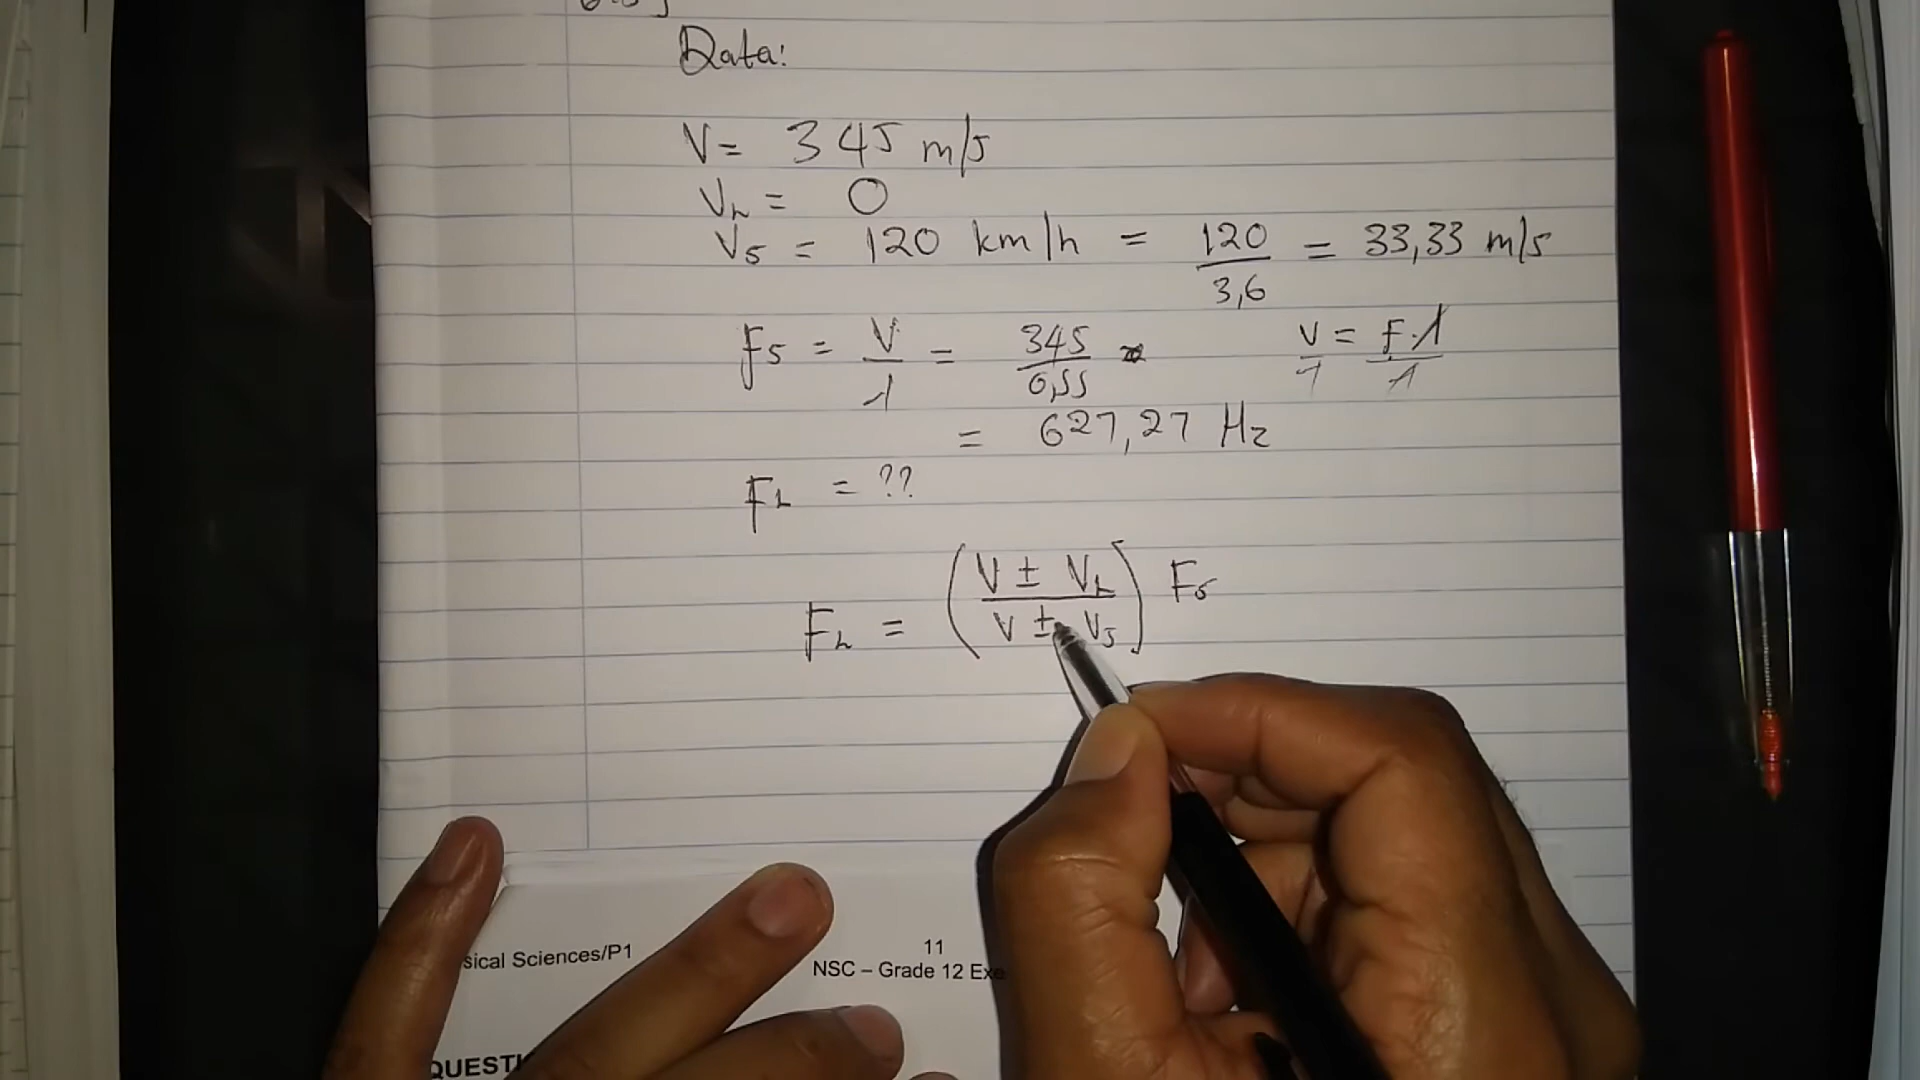 Data:
V = 345 m/s
VL = 0
Vs = 120 km/h = 120/3,6 = 33,33 m/s
Fs = V/λ = 345/0,55
V/λ = F.λ/λ
= 627,27 Hz
FL = ??
FL = (V ± VL / V ± Vs) Fs
sical Sciences/P1
11
NSC – Grade 12 Exe
QUESTI